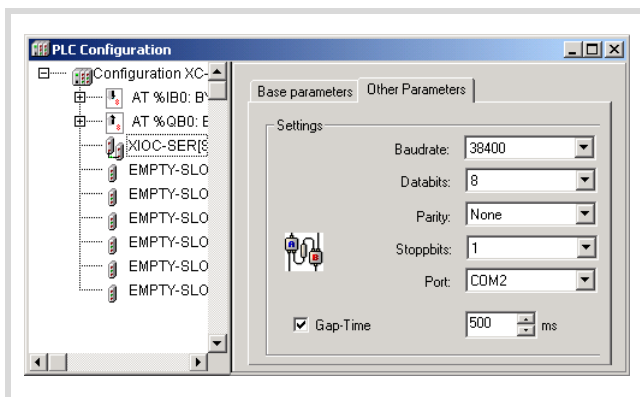 PLC Configuration
Configuration XC-
AT %IB0: BY
AT %QB0: B
XIOC-SER[S
EMPTY-SLO
EMPTY-SLO
EMPTY-SLO
EMPTY-SLO
EMPTY-SLO
EMPTY-SLO
Base parameters
Other Parameters
Settings
Baudrate: 38400
Databits: 8
Parity: None
Stoppbits: 1
Port: COM2
Gap-Time 500 ms
A
B